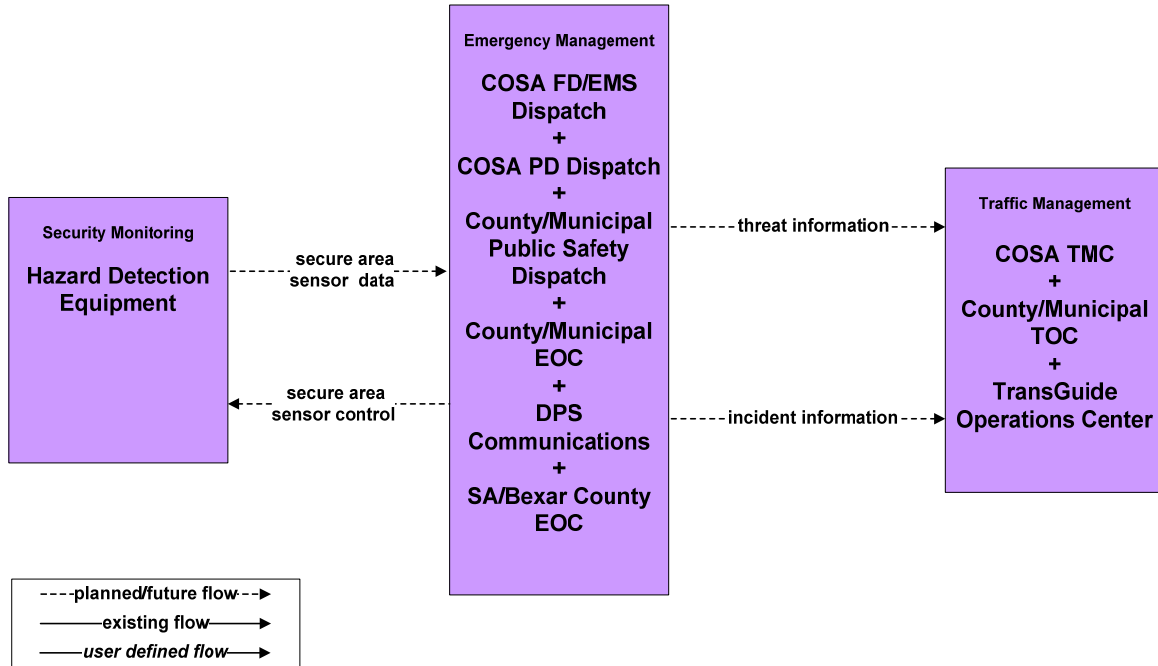 Emergency Management
COSA FD/EMS
Dispatch
+
COSA PD Dispatch
+
County/Municipal
Public Safety
Dispatch
+
County/Municipal
EOC
+
DPS
Communications
+
SA/Bexar County
EOC
Security Monitoring
Hazard Detection
Equipment
secure area
sensor data
secure area
sensor control
threat information
incident information
Traffic Management
COSA TMC
+
County/Municipal
TOC
+
TransGuide
Operations Center
planned/future flow
existing flow
user defined flow